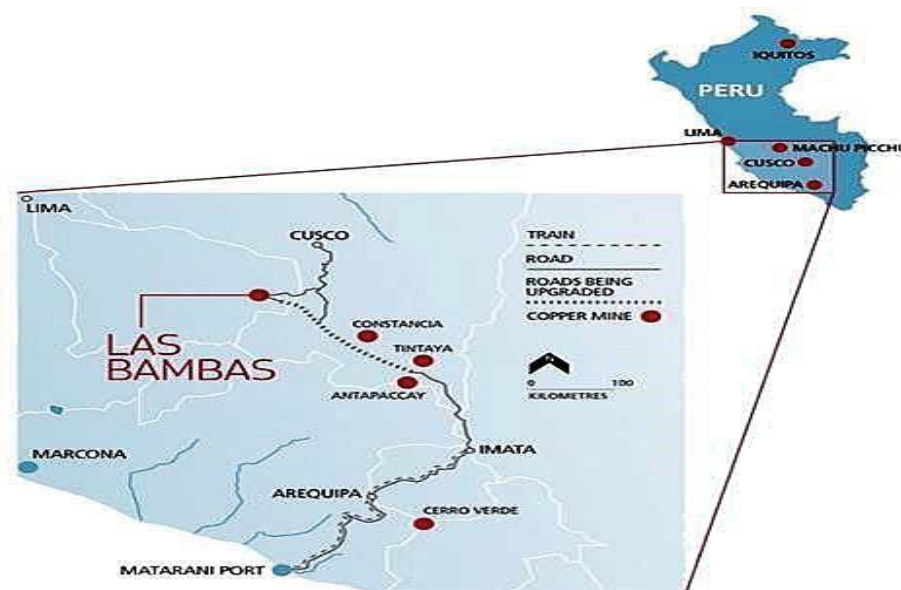 IQUITOS
PERU
LIMA
MACHU PICCHU
CUSCO
AREQUIPA
LIMA
CUSCO
TRAIN
ROAD
ROADS BEING
UPGRADED
COPPER MINE
LAS
BAMBAS
CONSTANCIA
TINTAYA
ANTAPACCAY
0 100
KILOMETRES
MARCONA
IMATA
AREQUIPA
CERRO VERDE
MATARANI PORT